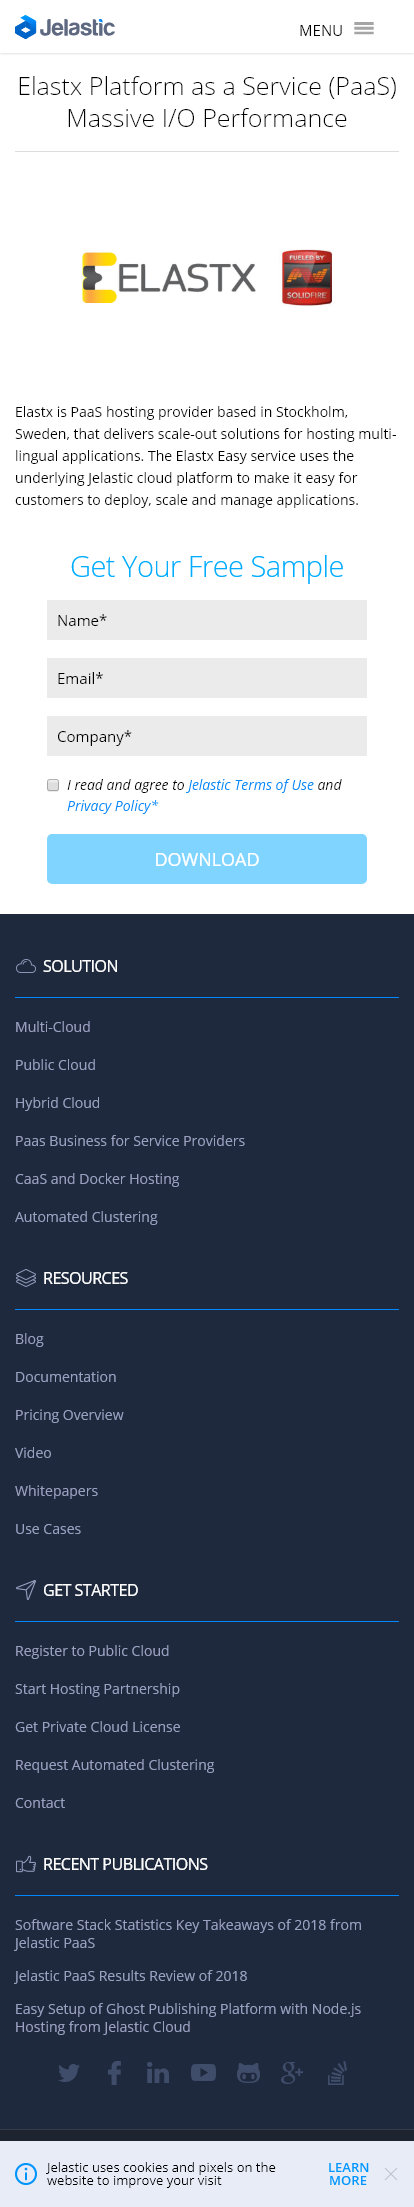 Jelastic
MENU
Elastx Platform as a Service (PaaS)
Massive I/O Performance
ELASTX
FUELED BY
SOLIDFIRE
Elastx is PaaS hosting provider based in Stockholm,
Sweden, that delivers scale-out solutions for hosting multi-
lingual applications. The Elastx Easy service uses the
underlying Jelastic cloud platform to make it easy for
customers to deploy, scale and manage applications.
Get Your Free Sample
Name*
Email*
Company*
I read and agree to Jelastic Terms of Use and
Privacy Policy*
DOWNLOAD
SOLUTION
Multi-Cloud
Public Cloud
Hybrid Cloud
Paas Business for Service Providers
CaaS and Docker Hosting
Automated Clustering
RESOURCES
Blog
Documentation
Pricing Overview
Video
Whitepapers
Use Cases
GET STARTED
Register to Public Cloud
Start Hosting Partnership
Get Private Cloud License
Request Automated Clustering
Contact
RECENT PUBLICATIONS
Software Stack Statistics Key Takeaways of 2018 from
Jelastic PaaS
Jelastic PaaS Results Review of 2018
Easy Setup of Ghost Publishing Platform with Node.js
Hosting from Jelastic Cloud
Jelastic uses cookies and pixels on the
website to improve your visit
LEARN
MORE